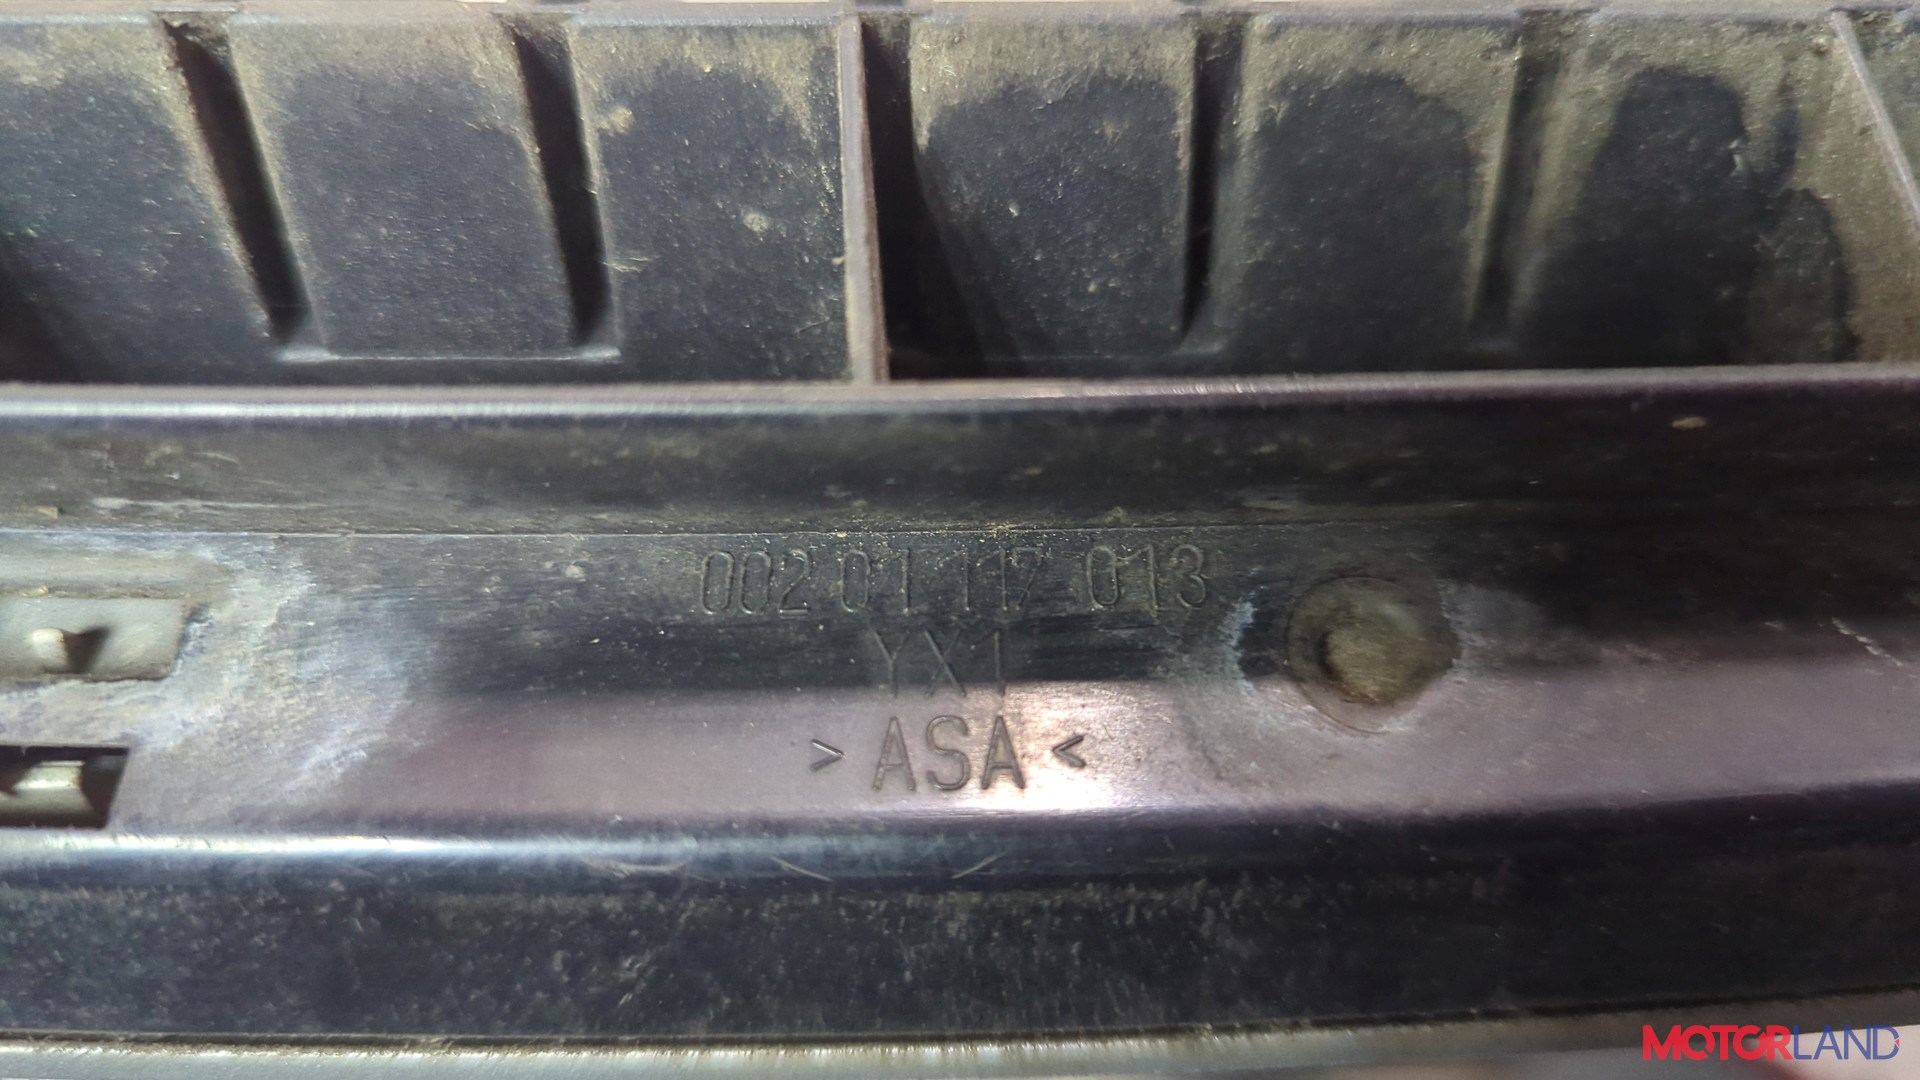 002 01 117 013
YX1
> ASA <
MOTORLAND